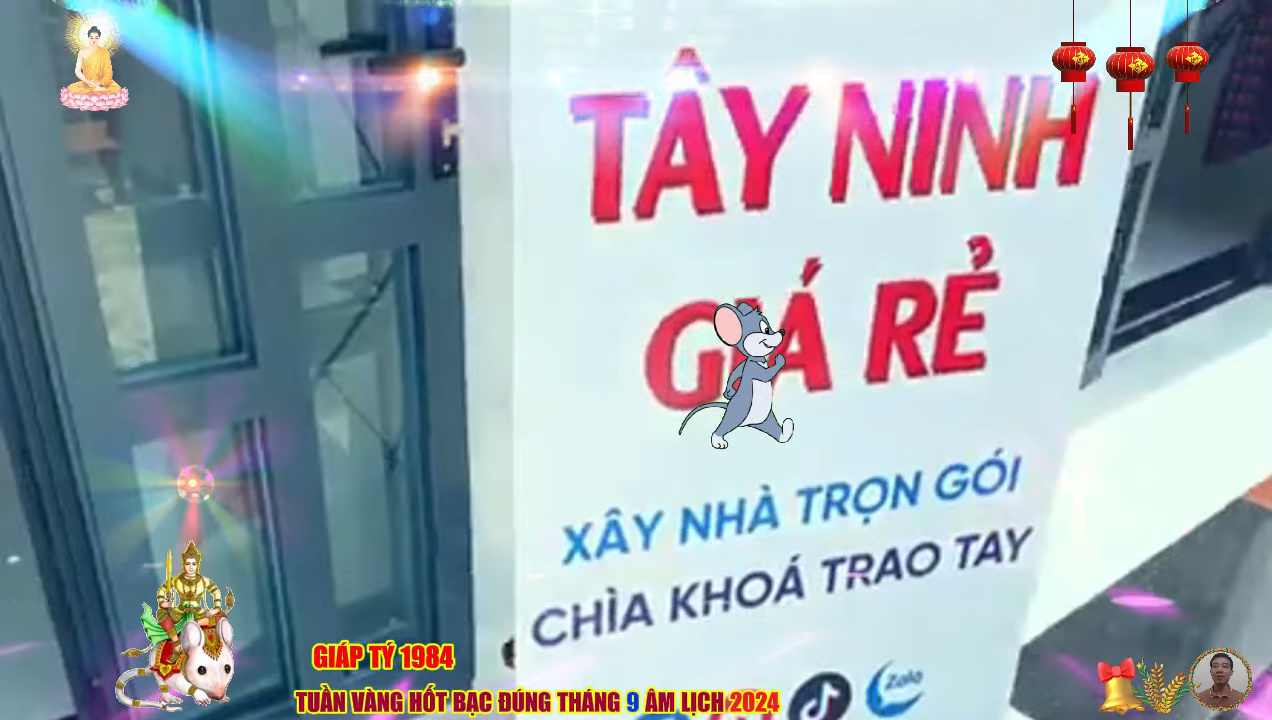 TÂY NINH
GIÁ RẺ
XÂY NHÀ TRỌN GÓI
CHÌA KHOÁ TRAO TAY
Zalo
GIÁP TÝ 1984
TUẦN VÀNG HỐT BẠC ĐÚNG THÁNG 9 ÂM LỊCH 2024